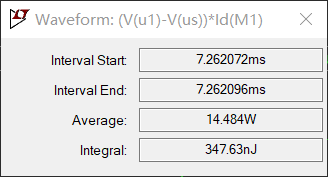 Waveform: (V(u1)-V(us))*Id(M1)
Interval Start: 7.262072ms
Interval End: 7.262096ms
Average: 14.484W
Integral: 347.63nJ